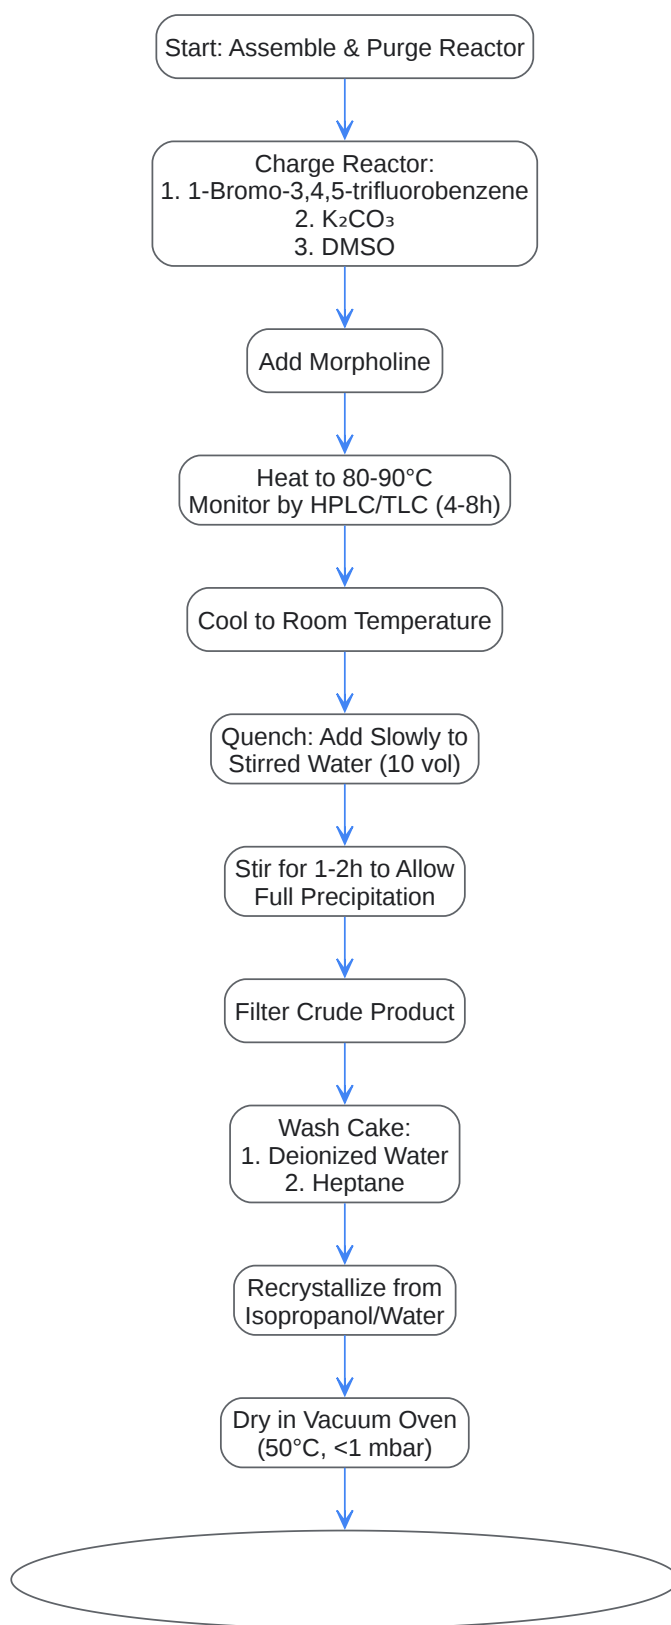 Start: Assemble & Purge Reactor
Charge Reactor:
1. 1-Bromo-3,4,5-trifluorobenzene
2. K₂CO₃
3. DMSO
Add Morpholine
Heat to 80-90°C
Monitor by HPLC/TLC (4-8h)
Cool to Room Temperature
Quench: Add Slowly to
Stirred Water (10 vol)
Stir for 1-2h to Allow
Full Precipitation
Filter Crude Product
Wash Cake:
1. Deionized Water
2. Heptane
Recrystallize from
Isopropanol/Water
Dry in Vacuum Oven
(50°C, <1 mbar)